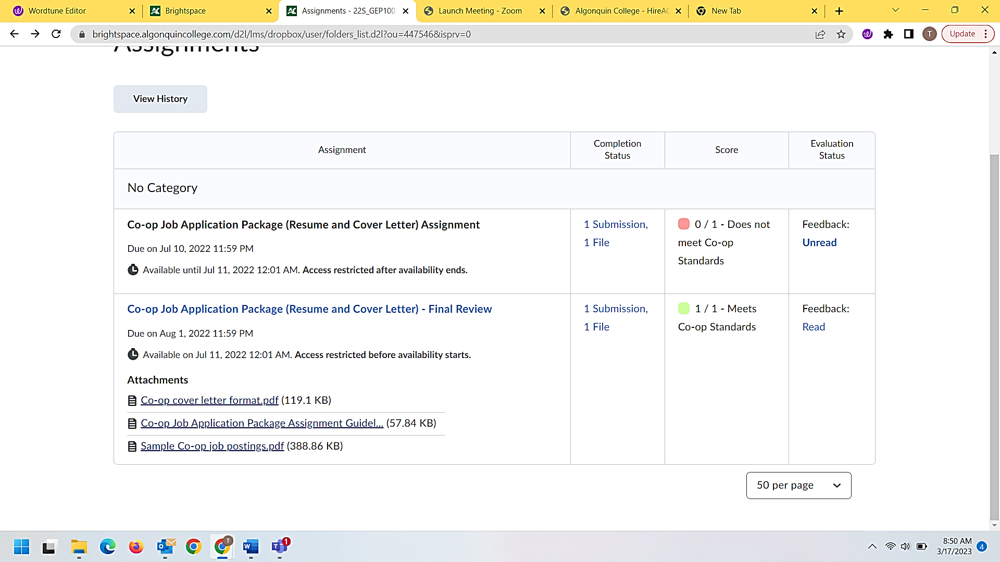 Wordtune Editor
Brightspace
Assignments - 22S_GEP100
Launch Meeting - Zoom
Algonquin College - HireAC
New Tab
brightspace.algonquincollege.com/d2l/lms/dropbox/user/folders_list.d2l?ou=447546&isprv=0
T
Update
Assignments
View History
Assignment
Completion
Status
Score
Evaluation
Status
No Category
Co-op Job Application Package (Resume and Cover Letter) Assignment
Due on Jul 10, 2022 11:59 PM
Available until Jul 11, 2022 12:01 AM. Access restricted after availability ends.
1 Submission,
1 File
0 / 1 - Does not
meet Co-op
Standards
Feedback:
Unread
Co-op Job Application Package (Resume and Cover Letter) - Final Review
Due on Aug 1, 2022 11:59 PM
Available on Jul 11, 2022 12:01 AM. Access restricted before availability starts.
Attachments
Co-op cover letter format.pdf (119.1 KB)
Co-op Job Application Package Assignment Guidel... (57.84 KB)
Sample Co-op job postings.pdf (388.86 KB)
1 Submission,
1 File
1 / 1 - Meets
Co-op Standards
Feedback:
Read
50 per page
8:50 AM
3/17/2023
4